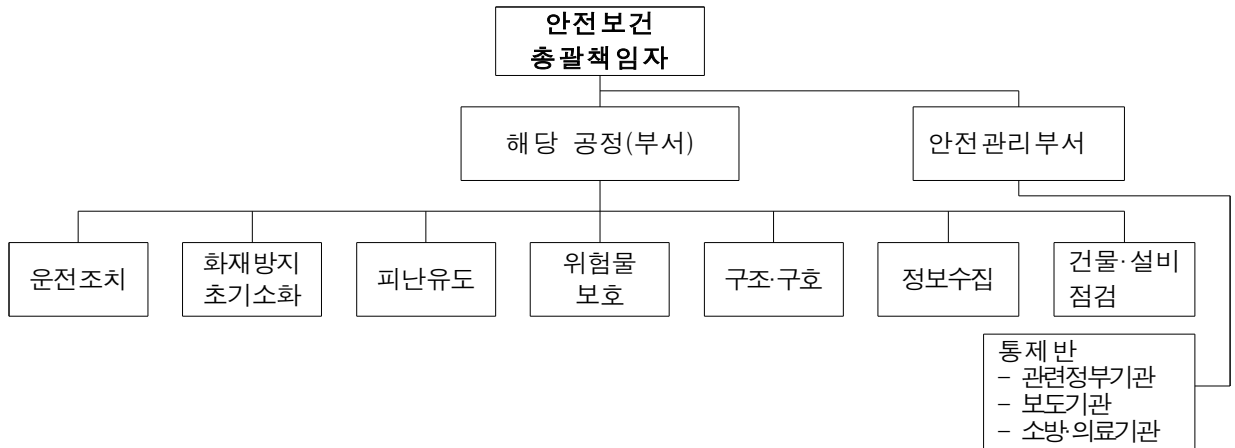 안전보건
총괄책임자
해당 공정(부서)
안전관리부서
운전조치
화재방지
초기소화
피난유도
위험물
보호
구조·구호
정보수집
건물·설비
점검
통제반
– 관련정부기관
– 보도기관
– 소방·의료기관